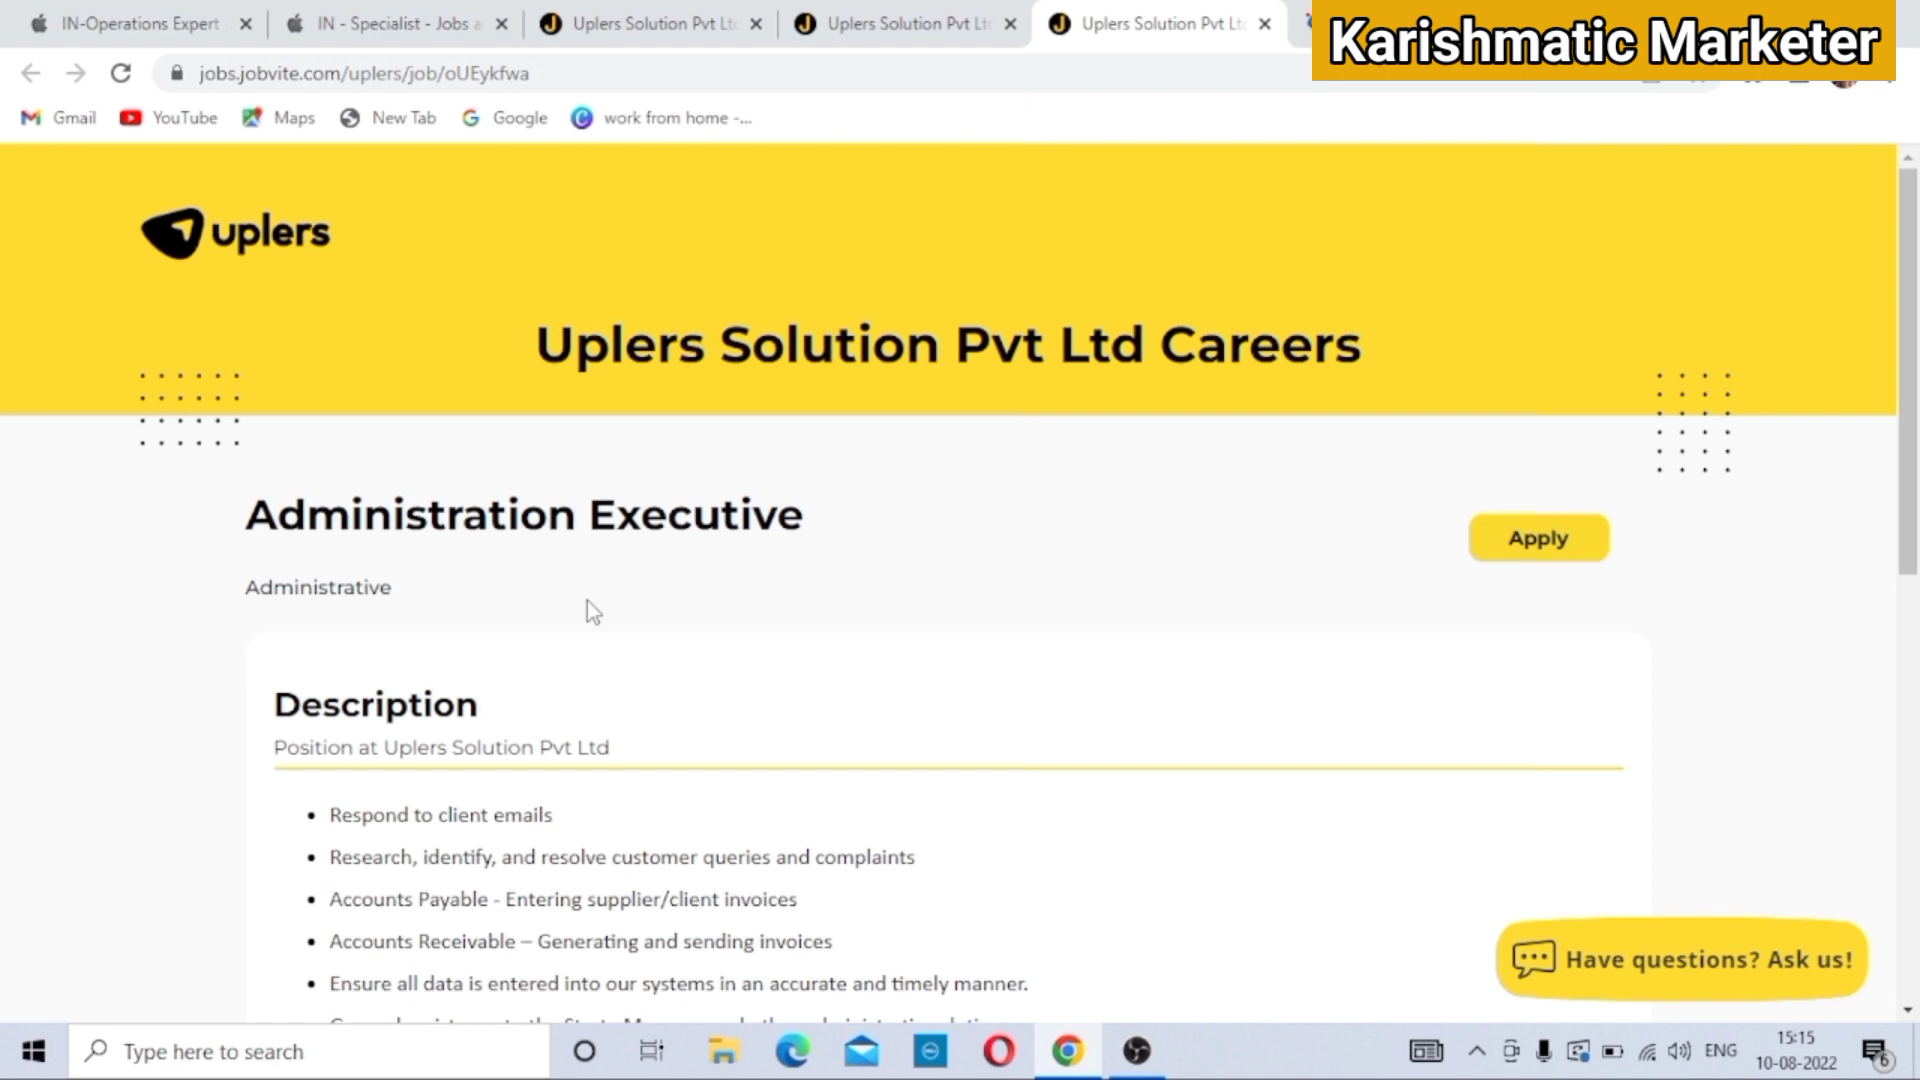 IN-Operations Expert
IN - Specialist - Jobs a
Uplers Solution Pvt Lt
Uplers Solution Pvt Lt
Uplers Solution Pvt Lt
Karishmatic Marketer
jobs.jobvite.com/uplers/job/oUEykfwa
Gmail
YouTube
Maps
New Tab
Google
work from home -...
uplers
Uplers Solution Pvt Ltd Careers
Administration Executive
Apply
Administrative
Description
Position at Uplers Solution Pvt Ltd
• Respond to client emails
• Research, identify, and resolve customer queries and complaints
• Accounts Payable - Entering supplier/client invoices
• Accounts Receivable – Generating and sending invoices
• Ensure all data is entered into our systems in an accurate and timely manner.
Have questions? Ask us!
Type here to search
ENG
15:15
10-08-2022
6